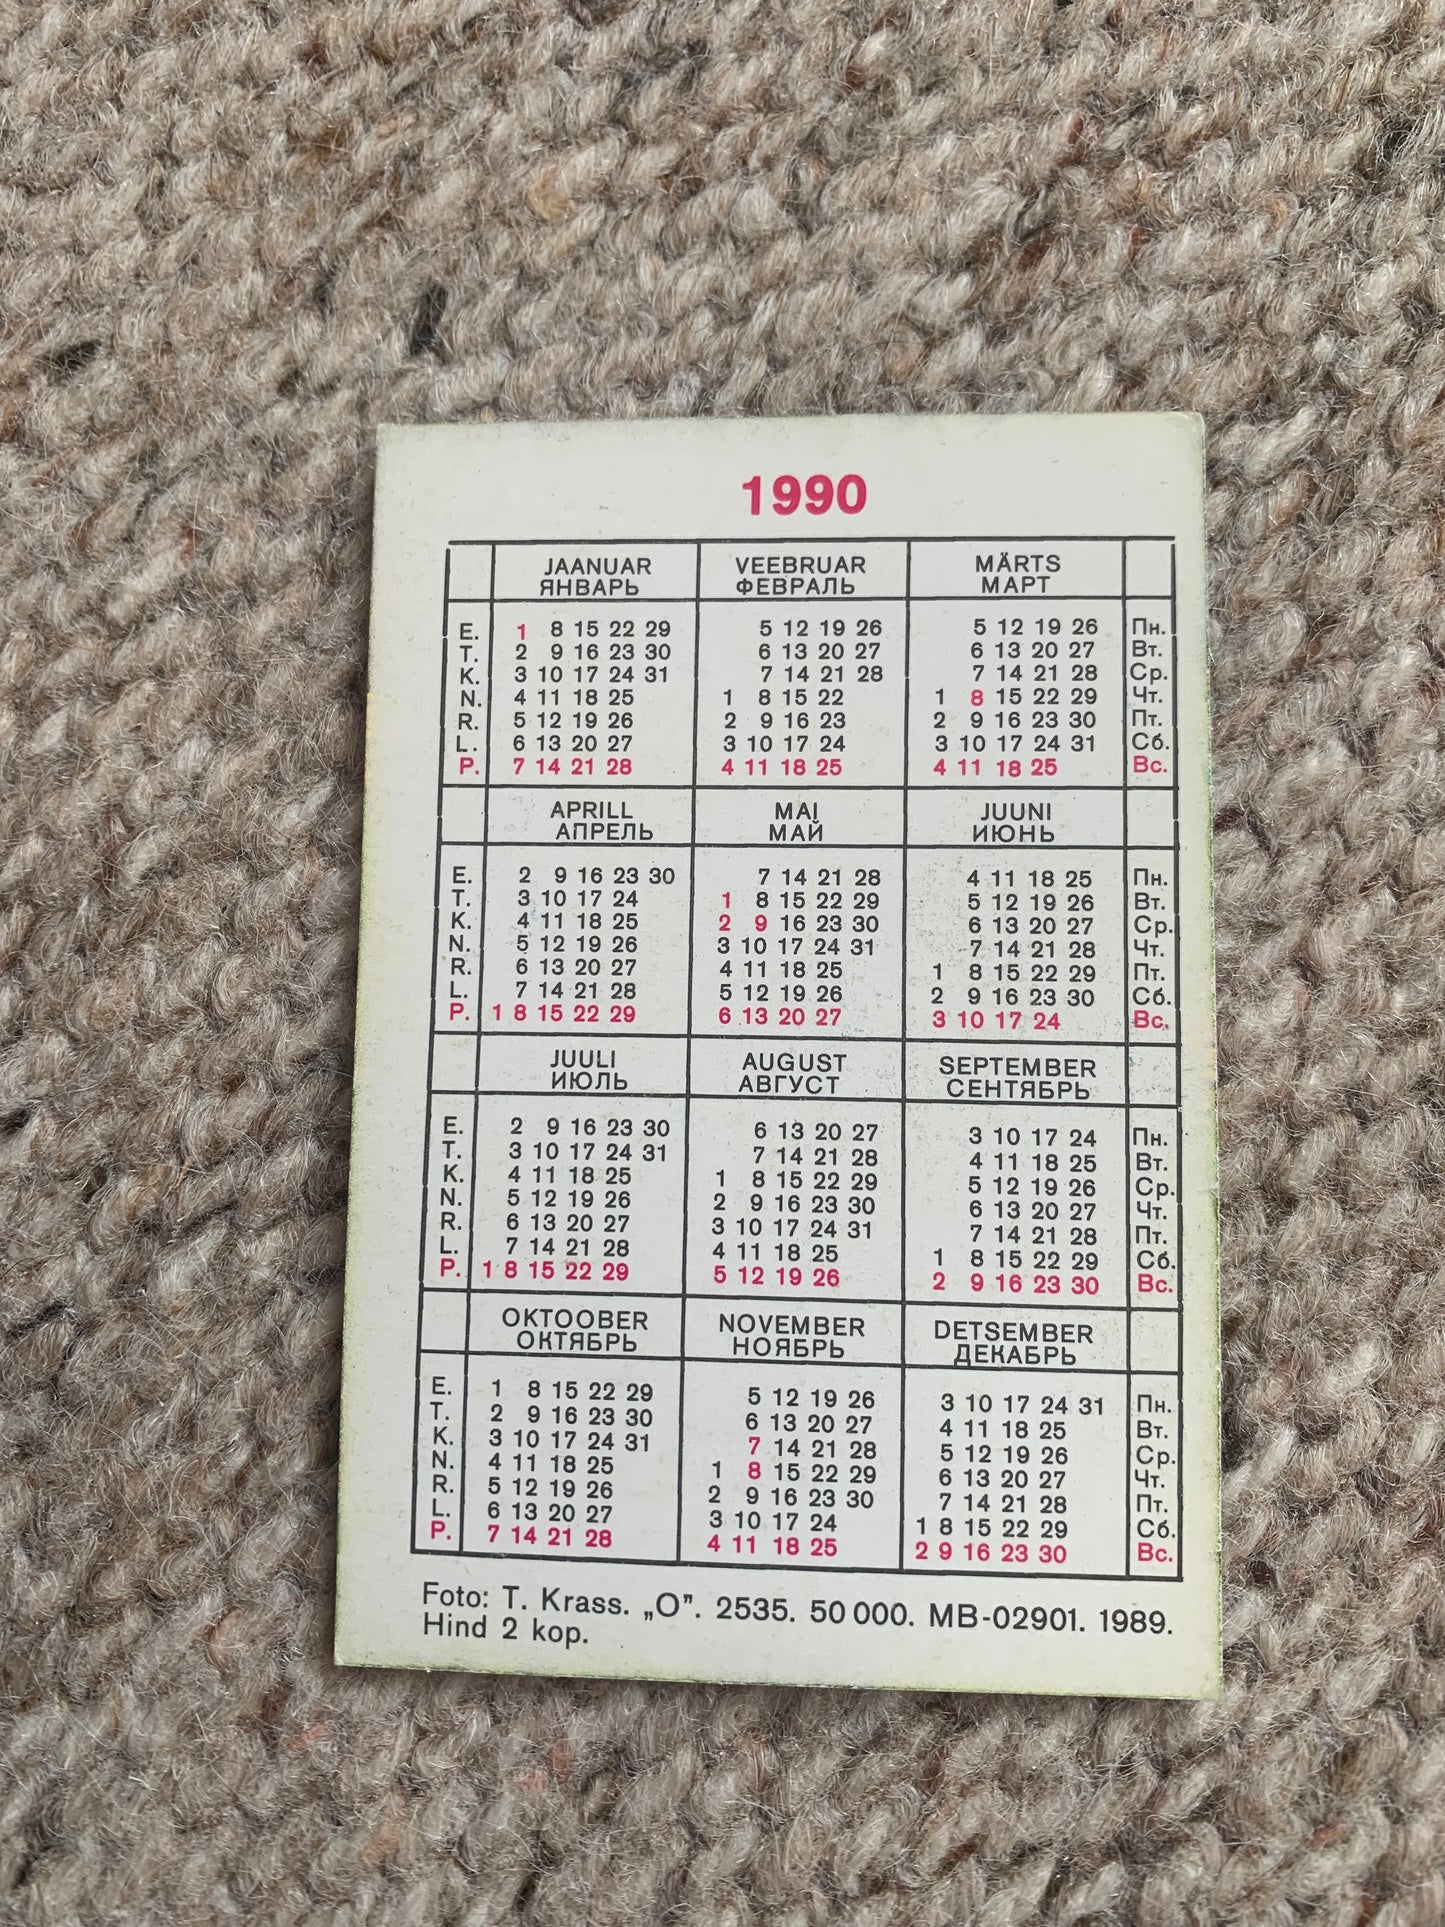 1990
JAANUAR VEEBRUAR MÄRTS
ЯНВАРЬ ФЕВРАЛЬ МАРТ
E. 1 8 15 22 29 5 12 19 26 5 12 19 26 Пн.
T. 2 9 16 23 30 6 13 20 27 6 13 20 27 Вт.
K. 3 10 17 24 31 7 14 21 28 7 14 21 28 Ср.
N. 4 11 18 25 1 8 15 22 1 8 15 22 29 Чт.
R. 5 12 19 26 2 9 16 23 2 9 16 23 30 Пт.
L. 6 13 20 27 3 10 17 24 3 10 17 24 31 Сб.
P. 7 14 21 28 4 11 18 25 4 11 18 25 Вс.
APRILL MAI JUUNI
АПРЕЛЬ МАЙ ИЮНЬ
E. 2 9 16 23 30 7 14 21 28 4 11 18 25 Пн.
T. 3 10 17 24 1 8 15 22 29 5 12 19 26 Вт.
K. 4 11 18 25 2 9 16 23 30 6 13 20 27 Ср.
N. 5 12 19 26 3 10 17 24 31 7 14 21 28 Чт.
R. 6 13 20 27 4 11 18 25 1 8 15 22 29 Пт.
L. 7 14 21 28 5 12 19 26 2 9 16 23 30 Сб.
P. 1 8 15 22 29 6 13 20 27 3 10 17 24 Вс.
JUULI AUGUST SEPTEMBER
ИЮЛЬ АВГУСТ СЕНТЯБРЬ
E. 2 9 16 23 30 6 13 20 27 3 10 17 24 Пн.
T. 3 10 17 24 31 7 14 21 28 4 11 18 25 Вт.
K. 4 11 18 25 1 8 15 22 29 5 12 19 26 Ср.
N. 5 12 19 26 2 9 16 23 30 6 13 20 27 Чт.
R. 6 13 20 27 3 10 17 24 31 7 14 21 28 Пт.
L. 7 14 21 28 4 11 18 25 1 8 15 22 29 Сб.
P. 1 8 15 22 29 5 12 19 26 2 9 16 23 30 Вс.
OKTOOBER NOVEMBER DETSEMBER
ОКТЯБРЬ НОЯБРЬ ДЕКАБРЬ
E. 1 8 15 22 29 5 12 19 26 3 10 17 24 31 Пн.
T. 2 9 16 23 30 6 13 20 27 4 11 18 25 Вт.
K. 3 10 17 24 31 7 14 21 28 5 12 19 26 Ср.
N. 4 11 18 25 1 8 15 22 29 6 13 20 27 Чт.
R. 5 12 19 26 2 9 16 23 30 7 14 21 28 Пт.
L. 6 13 20 27 3 10 17 24 1 8 15 22 29 Сб.
P. 7 14 21 28 4 11 18 25 2 9 16 23 30 Вс.
Foto: T. Krass. „O”. 2535. 50 000. MB-02901. 1989.
Hind 2 kop.